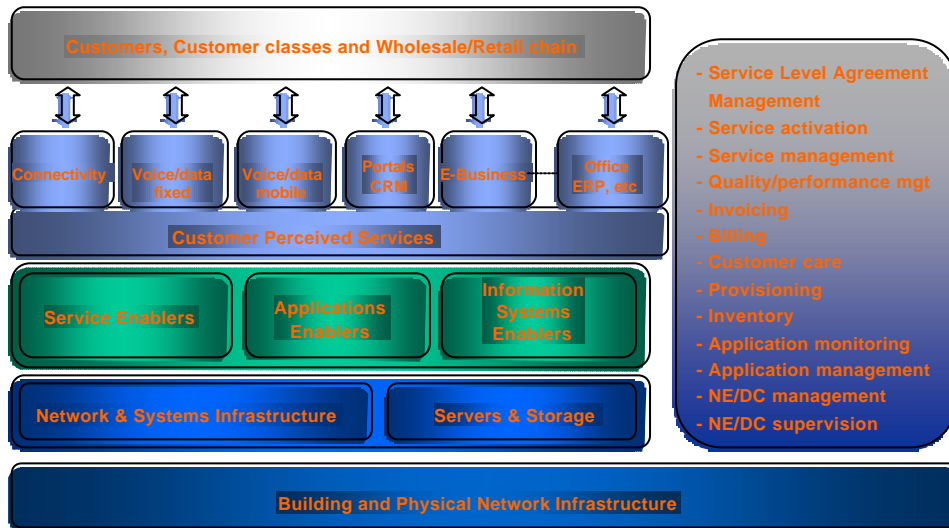 Customers, Customer classes and Wholesale/Retail chain
Connectivity
Voice/data
fixed
Voice/data
mobile
Portals
CRM
E-Business
Office
ERP, etc
Customer Perceived Services
Service Enablers
Applications
Enablers
Information
Systems
Enablers
Network & Systems Infrastructure
Servers & Storage
Building and Physical Network Infrastructure
- Service Level Agreement
Management
- Service activation
- Service management
- Quality/performance mgt
- Invoicing
- Billing
- Customer care
- Provisioning
- Inventory
- Application monitoring
- Application management
- NE/DC management
- NE/DC supervision